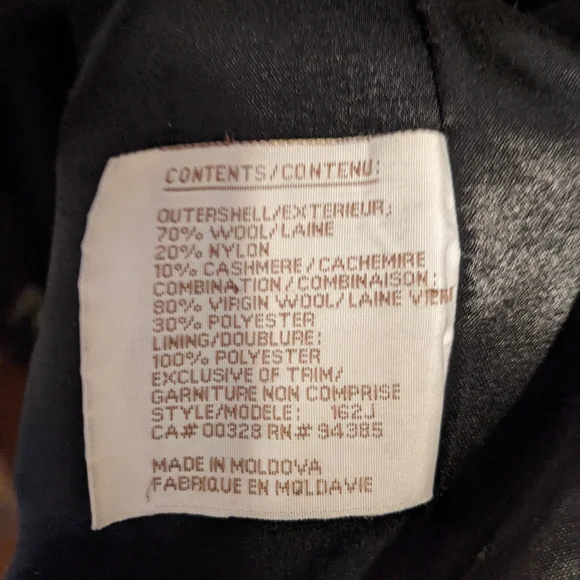 CONTENTS/CONTENU:
OUTERSHELL/EXTERIEUR:
70% WOOL/LAINE
20% NYLON
10% CASHMERE/CACHEMIRE
COMBINATION/COMBINAISON:
80% VIRGIN WOOL/LAINE
30% POLYESTER
LINING/DOUBLURE:
100% POLYESTER
EXCLUSIVE OF TRIM/
GARNITURE NON COMPRISE
STYLE/MODELE: 162J
CA# 00328 RN# 94385
MADE IN MOLDOVA
FABRIQUE EN MOLDAVIE